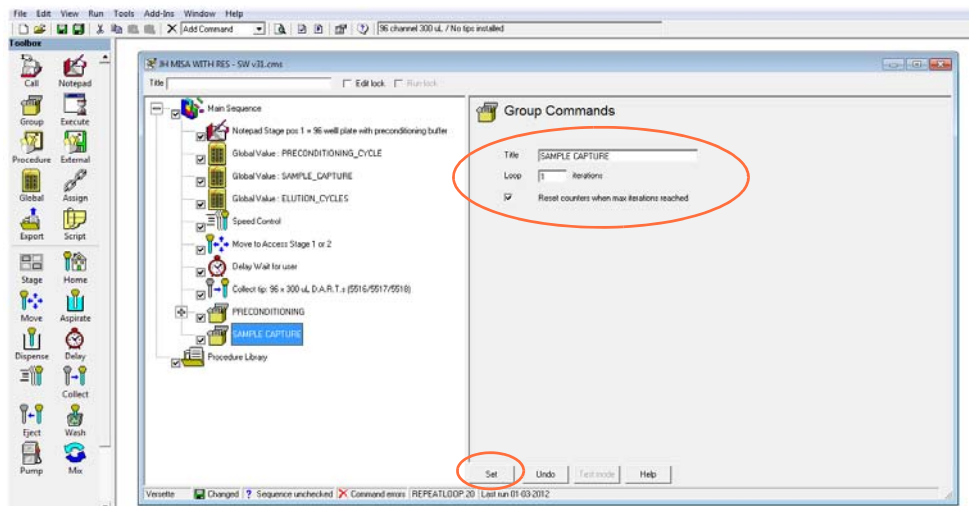 File Edit View Run Tools Add-Ins Window Help
Add Command 96 channel 300 uL / No tips installed
Toolbox
Call Notepad
Group Execute
Procedure External
Global Assign
Export Script
Stage Home
Move Aspirate
Dispense Delay
Collect
Eject Wash
Pump Mix
JH MISA WITH RES - SW v31.cms
Title Edit lock Run lock
Main Sequence
Notepad Stage pos 1 = 96 well plate with preconditioning buffer
Global Value : PRECONDITIONING_CYCLE
Global Value : SAMPLE_CAPTURE
Global Value : ELUTION_CYCLES
Speed Control
Move to Access Stage 1 or 2
Delay Wait for user
Collect tip: 96 x 300 uL D.A.R.T.s (5516/5517/5518)
PRECONDITIONING
SAMPLE CAPTURE
Procedure Library
Group Commands
Title SAMPLE CAPTURE
Loop 1 iterations
Reset counters when max iterations reached
Set Undo Test mode Help
Versette Changed ? Sequence unchecked Command errors REPEATLOOP.20 Last run 01-03-2012